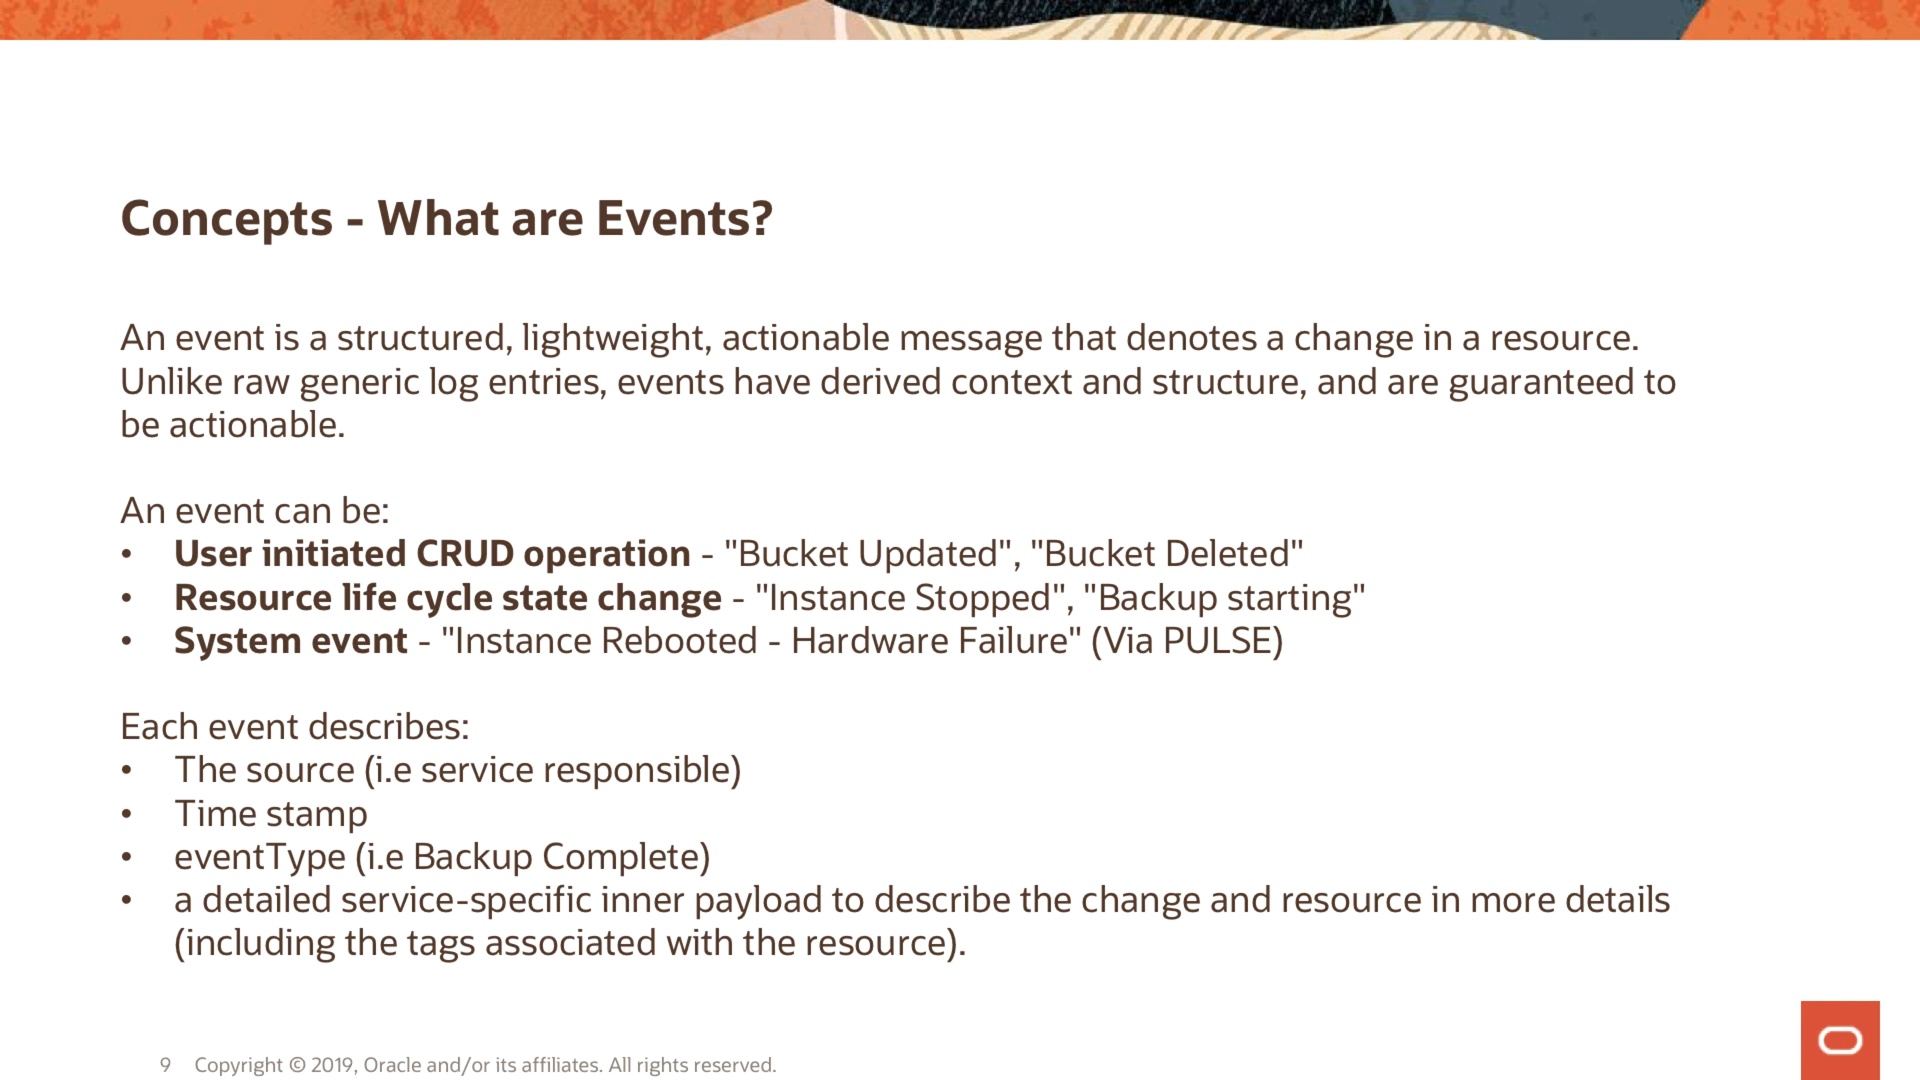 Concepts - What are Events?
An event is a structured, lightweight, actionable message that denotes a change in a resource.
Unlike raw generic log entries, events have derived context and structure, and are guaranteed to
be actionable.
An event can be:
• User initiated CRUD operation - "Bucket Updated", "Bucket Deleted"
• Resource life cycle state change - "Instance Stopped", "Backup starting"
• System event - "Instance Rebooted - Hardware Failure" (Via PULSE)
Each event describes:
• The source (i.e service responsible)
• Time stamp
• eventType (i.e Backup Complete)
• a detailed service-specific inner payload to describe the change and resource in more details
(including the tags associated with the resource).
9 Copyright © 2019, Oracle and/or its affiliates. All rights reserved.